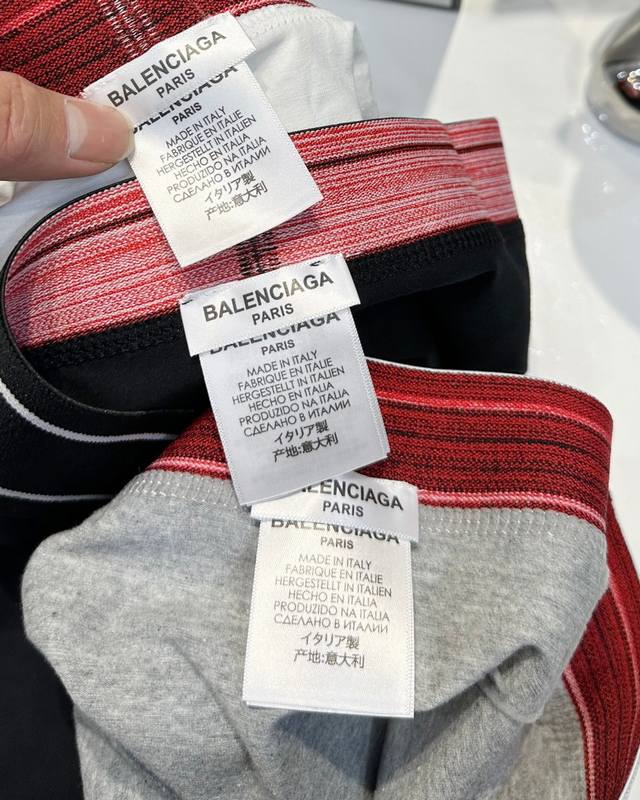 BALENCIAGA
PARIS
BALENCIAGA
PARIS
MADE IN ITALY
FABRIQUE EN ITALIE
HERGESTELLT IN ITALIEN
HECHO EN ITALIA
PRODUZIDO NA ITALIA
СДЕЛАНО В ИТАЛИИ
イタリア製
产地:意大利
BALENCIAGA
PARIS
BALENCIAGA
PARIS
MADE IN ITALY
FABRIQUE EN ITALIE
HERGESTELLT IN ITALIEN
HECHO EN ITALIA
PRODUZIDO NA ITALIA
СДЕЛАНО В ИТАЛИИ
イタリア製
产地:意大利
BALENCIAGA
PARIS
BALENCIAGA
PARIS
MADE IN ITALY
FABRIQUE EN ITALIE
HERGESTELLT IN ITALIEN
HECHO EN ITALIA
PRODUZIDO NA ITALIA
СДЕЛАНО В ИТАЛИИ
イタリア製
产地:意大利